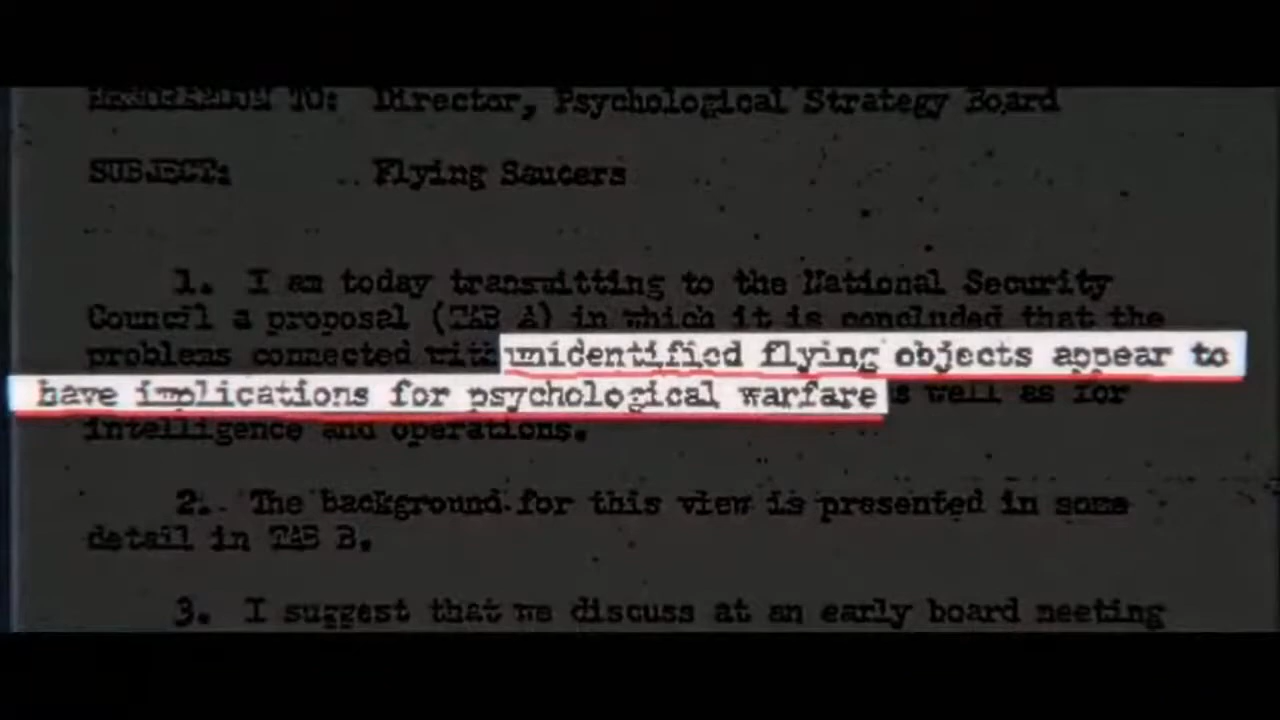 MEMORANDUM TO: Director, Psychological Strategy Board
SUBJECT: Flying Saucers
1. I am today transmitting to the National Security
Council a proposal (TAB A) in which it is concluded that the
problems connected with unidentified flying objects appear to
have implications for psychological warfare as well as for
intelligence and operations.
2. The background for this view is presented in some
detail in TAB B.
3. I suggest that we discuss at an early board meeting